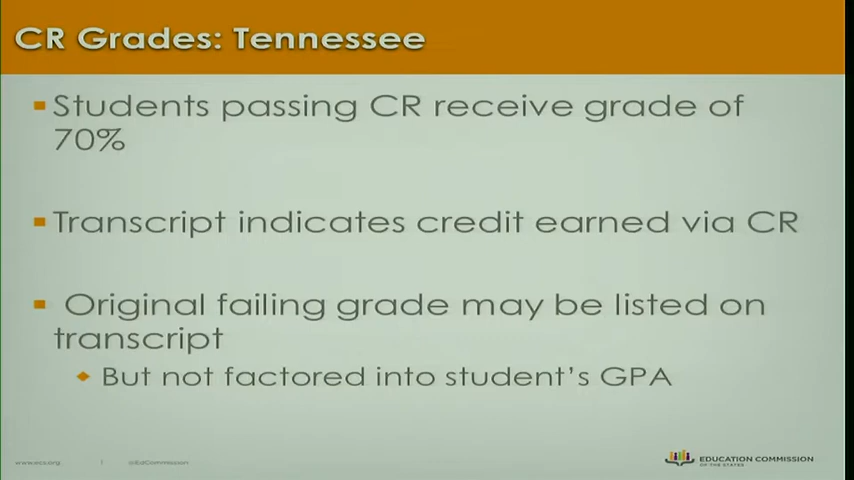 CR Grades: Tennessee
Students passing CR receive grade of
70%
Transcript indicates credit earned via CR
Original failing grade may be listed on
transcript
But not factored into student's GPA
www.ecs.org | @EdCommission
EDUCATION COMMISSION
OF THE STATES